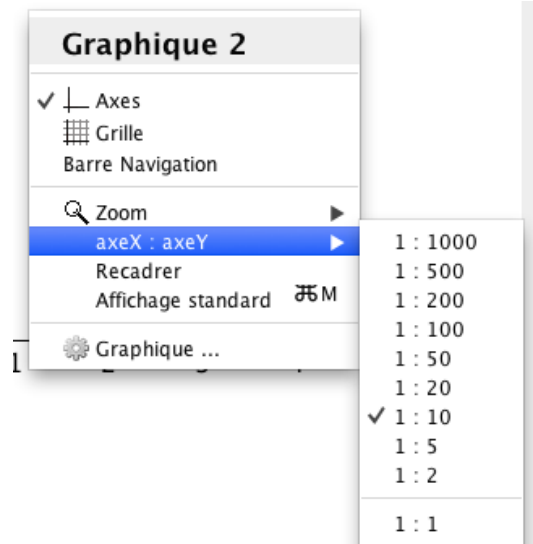 Graphique 2
Axes
Grille
Barre Navigation
Zoom
axeX : axeY
Recadrer
Affichage standard ⌘M
Graphique ...
1 : 1000
1 : 500
1 : 200
1 : 100
1 : 50
1 : 20
1 : 10
1 : 5
1 : 2
1 : 1